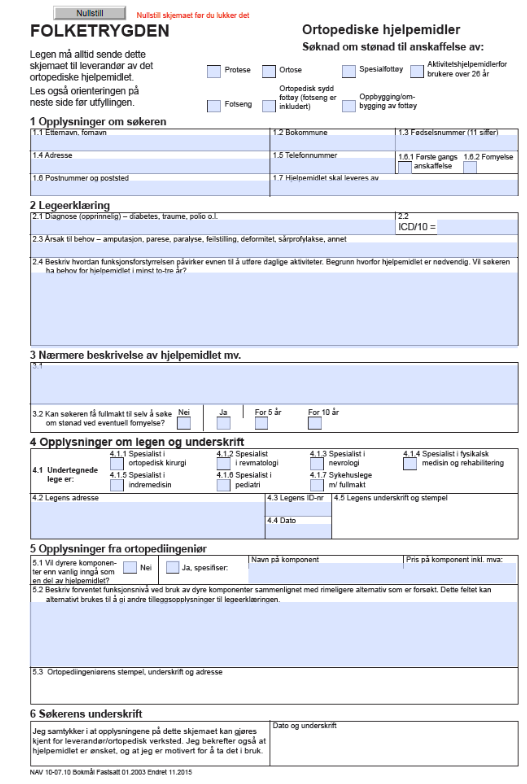 Nullstill
Nullstill skjemaet før du lukker det
FOLKETRYGDEN
Ortopediske hjelpemidler
Søknad om stønad til anskaffelse av:
Legen må alltid sende dette
skjemaet til leverandør av det
ortopediske hjelpemidlet.
Les også orienteringen på
neste side før utfyllingen.
Protese
Ortose
Spesialfottøy
Aktivitetshjelpmidlerfor
brukere over 26 år
Fotseng
Ortopedisk sydd
fottøy (fotseng er
inkludert)
Oppbygging/om-
bygging av fottøy
1 Opplysninger om søkeren
1.1 Etternavn, fornavn
1.2 Bokommune
1.3 Fødselsnummer (11 siffer)
1.4 Adresse
1.5 Telefonnummer
1.6.1 Første gangs
anskaffelse
1.6.2 Fornyelse
1.6 Postnummer og poststed
1.7 Hjelpemidlet skal leveres av
2 Legeerklæring
2.1 Diagnose (opprinnelig) – diabetes, traume, polio o.l.
2.2
ICD/10 =
2.3 Årsak til behov – amputasjon, parese, paralyse, feilstilling, deformitet, sårprofylakse, annet
2.4 Beskriv hvordan funksjonsforstyrrelsen påvirker evnen til å utføre daglige aktiviteter. Begrunn hvorfor hjelpemidlet er nødvendig. Vil søkeren
ha behov for hjelpemidlet i minst to-tre år?
3 Nærmere beskrivelse av hjelpemidlet mv.
3.1
3.2 Kan søkeren få fullmakt til selv å søke
om stønad ved eventuell fornyelse?
Nei
Ja
For 5 år
For 10 år
4 Opplysninger om legen og underskrift
4.1 Undertegnede
lege er:
4.1.1 Spesialist i
ortopedisk kirurgi
4.1.2 Spesialist
i revmatologi
4.1.3 Spesialist i
nevrologi
4.1.4 Spesialist i fysikalsk
medisin og rehabilitering
4.1.5 Spesialist i
indremedisin
4.1.6 Spesialist i
pediatri
4.1.7 Sykehuslege
m/ fullmakt
4.2 Legens adresse
4.3 Legens ID-nr
4.5 Legens underskrift og stempel
4.4 Dato
5 Opplysninger fra ortopediingeniør
5.1 Vil dyrere komponen-
ter enn vanlig inngå som
en del av hjelpemidlet?
Nei
Ja, spesifiser:
Navn på komponent
Pris på komponent inkl. mva:
5.2 Beskriv forventet funksjonsnivå ved bruk av dyre komponenter sammenlignet med rimeligere alternativ som er forsøkt. Dette feltet kan
alternativt brukes til å gi andre tilleggsopplysninger til legeerklæringen.
5.3 Ortopediingeniørens stempel, underskrift og adresse
6 Søkerens underskrift
Jeg samtykker i at opplysningene på dette skjemaet kan gjøres
kjent for leverandør/ortopedisk verksted. Jeg bekrefter også at
hjelpemidlet er ønsket, og at jeg er motivert for å ta det i bruk.
Dato og underskrift
NAV 10-07.10 Bokmål Fastsatt 01.2003 Endret 11.2015